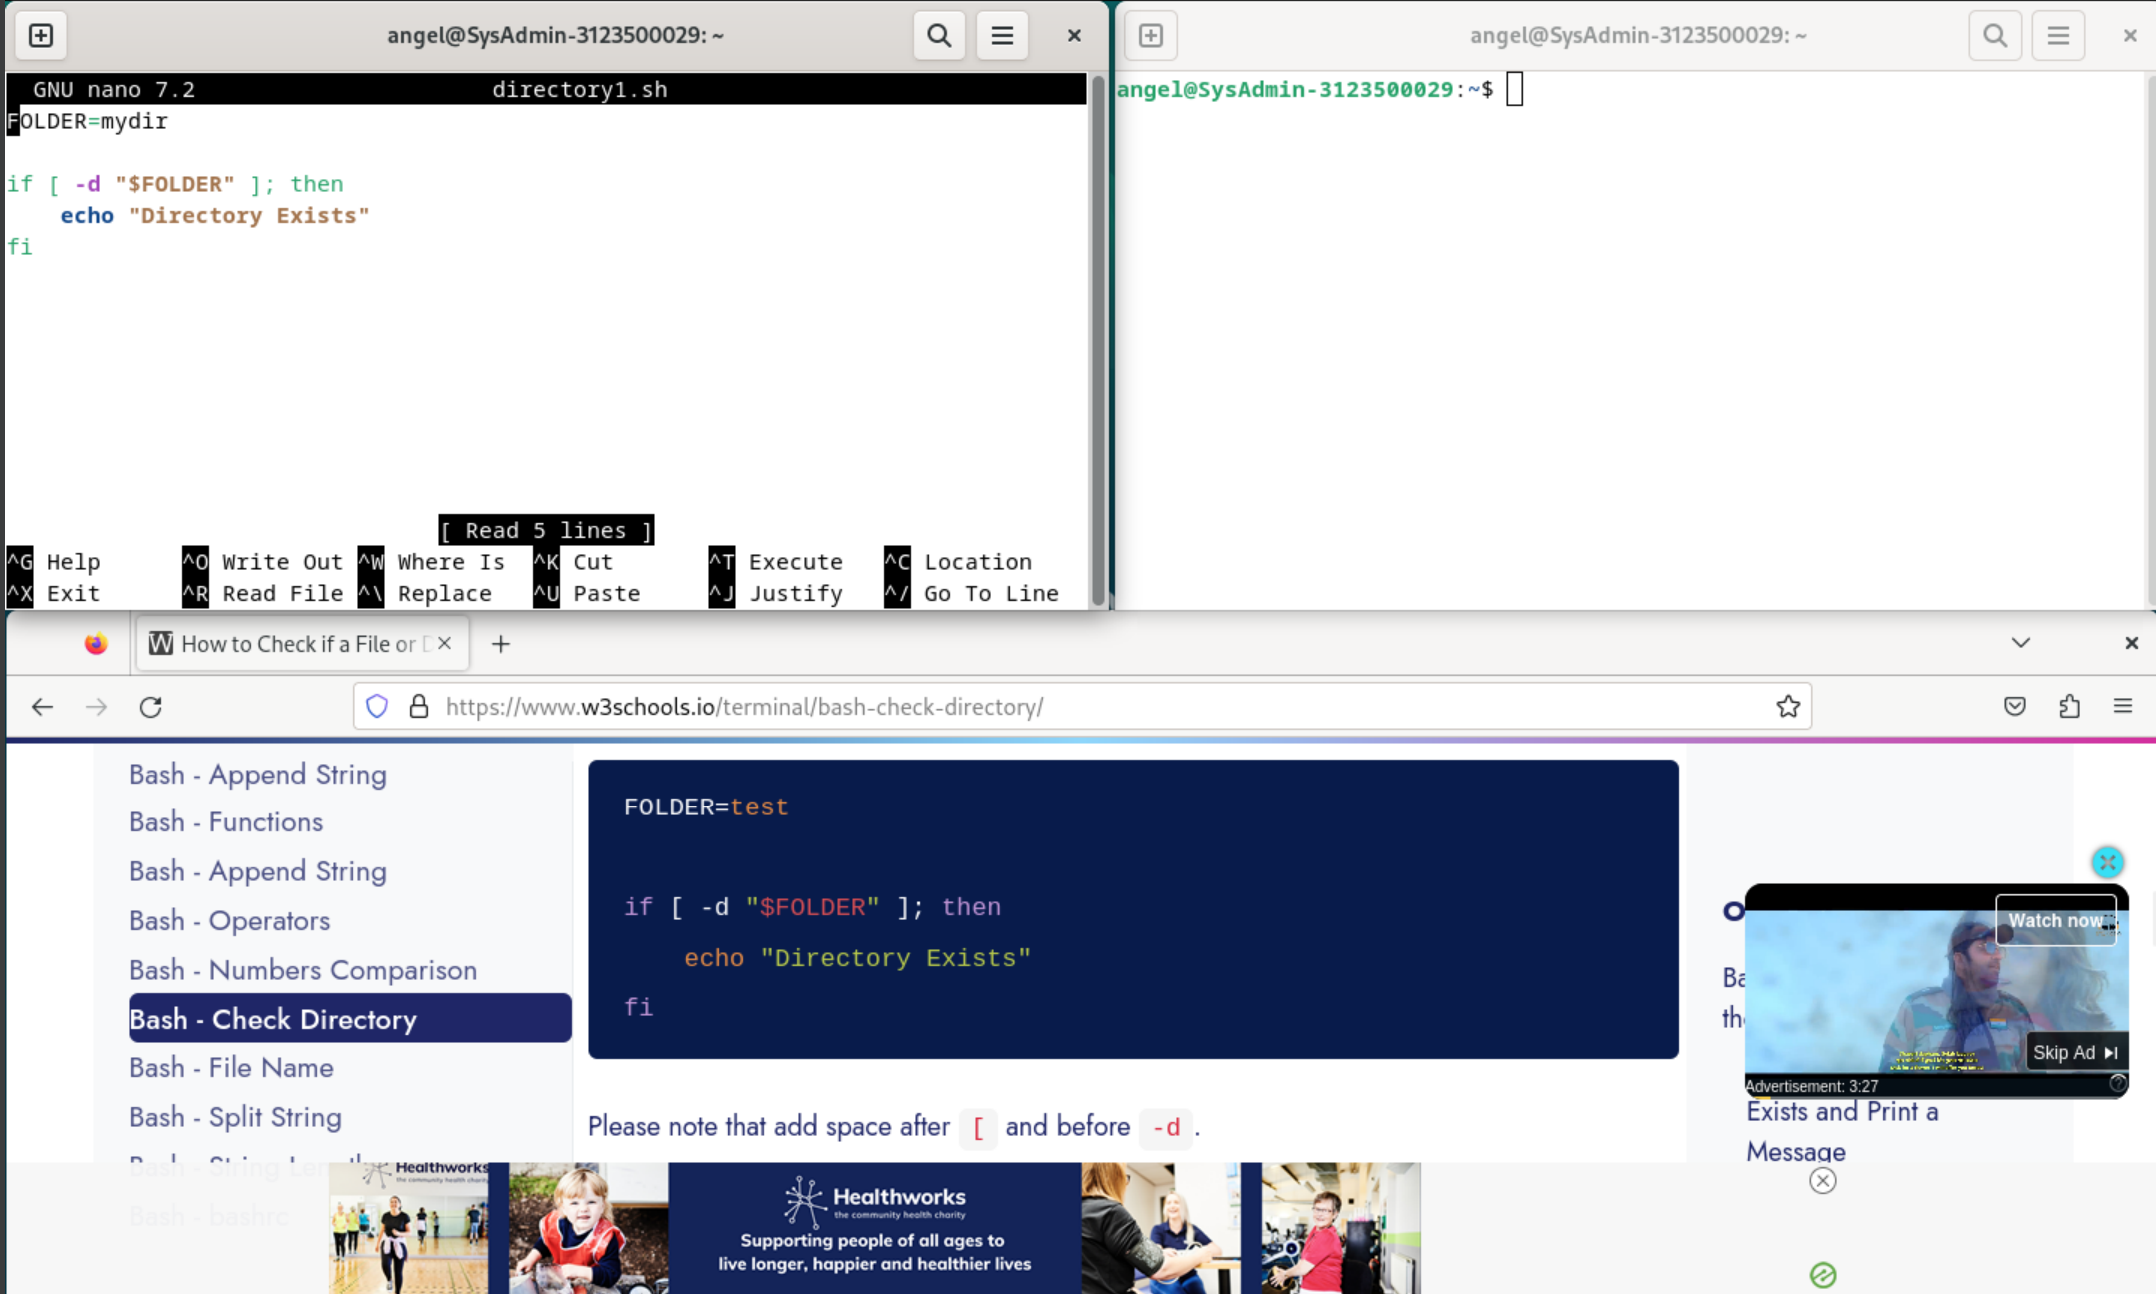 angel@SysAdmin-3123500029: ~
GNU nano 7.2 directory1.sh
FOLDER=mydir
if [ -d "$FOLDER" ]; then
    echo "Directory Exists"
fi
[ Read 5 lines ]
^G Help ^O Write Out ^W Where Is ^K Cut ^T Execute ^C Location
^X Exit ^R Read File ^\ Replace ^U Paste ^J Justify ^/ Go To Line
angel@SysAdmin-3123500029: ~
angel@SysAdmin-3123500029:~$
How to Check if a File or D
https://www.w3schools.io/terminal/bash-check-directory/
Bash - Append String
Bash - Functions
Bash - Append String
Bash - Operators
Bash - Numbers Comparison
Bash - Check Directory
Bash - File Name
Bash - Split String
Bash - String Length
Bash - bashrc
FOLDER=test
if [ -d "$FOLDER" ]; then
    echo "Directory Exists"
fi
Please note that add space after [ and before -d .
Watch now
Skip Ad
Advertisement: 3:27
Exists and Print a
Message
Healthworks
the community health charity
Healthworks
the community health charity
Supporting people of all ages to
live longer, happier and healthier lives